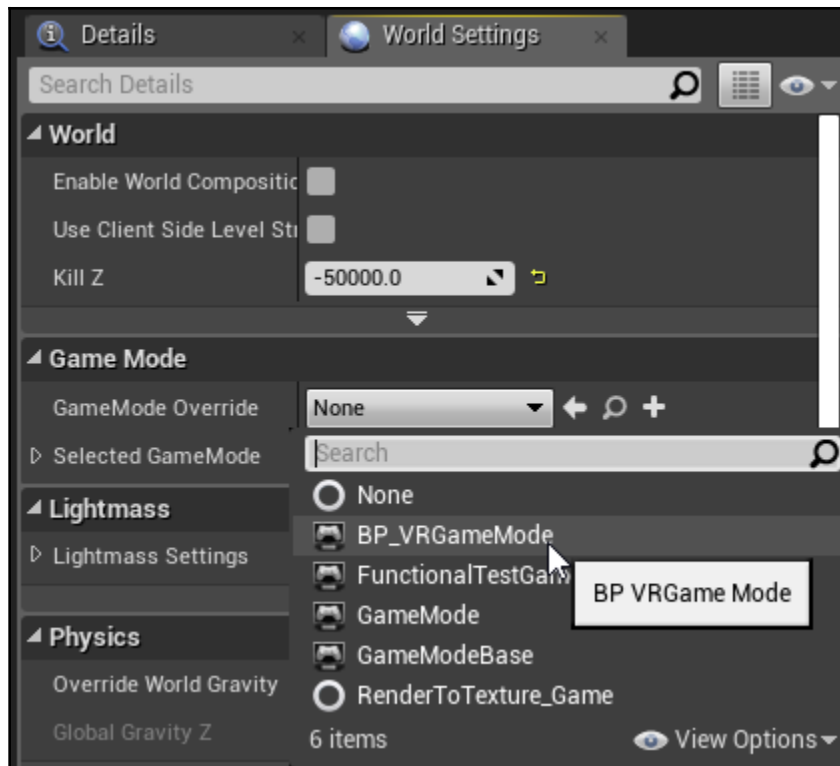 Details
World Settings
Search Details
World
Enable World Compositic
Use Client Side Level Str
Kill Z
-50000.0
Game Mode
GameMode Override
None
Selected GameMode
Search
None
BP_VRGameMode
FunctionalTestGam
BP VRGame Mode
GameMode
GameModeBase
RenderToTexture_Game
6 items
View Options
Lightmass
Lightmass Settings
Physics
Override World Gravity
Global Gravity Z